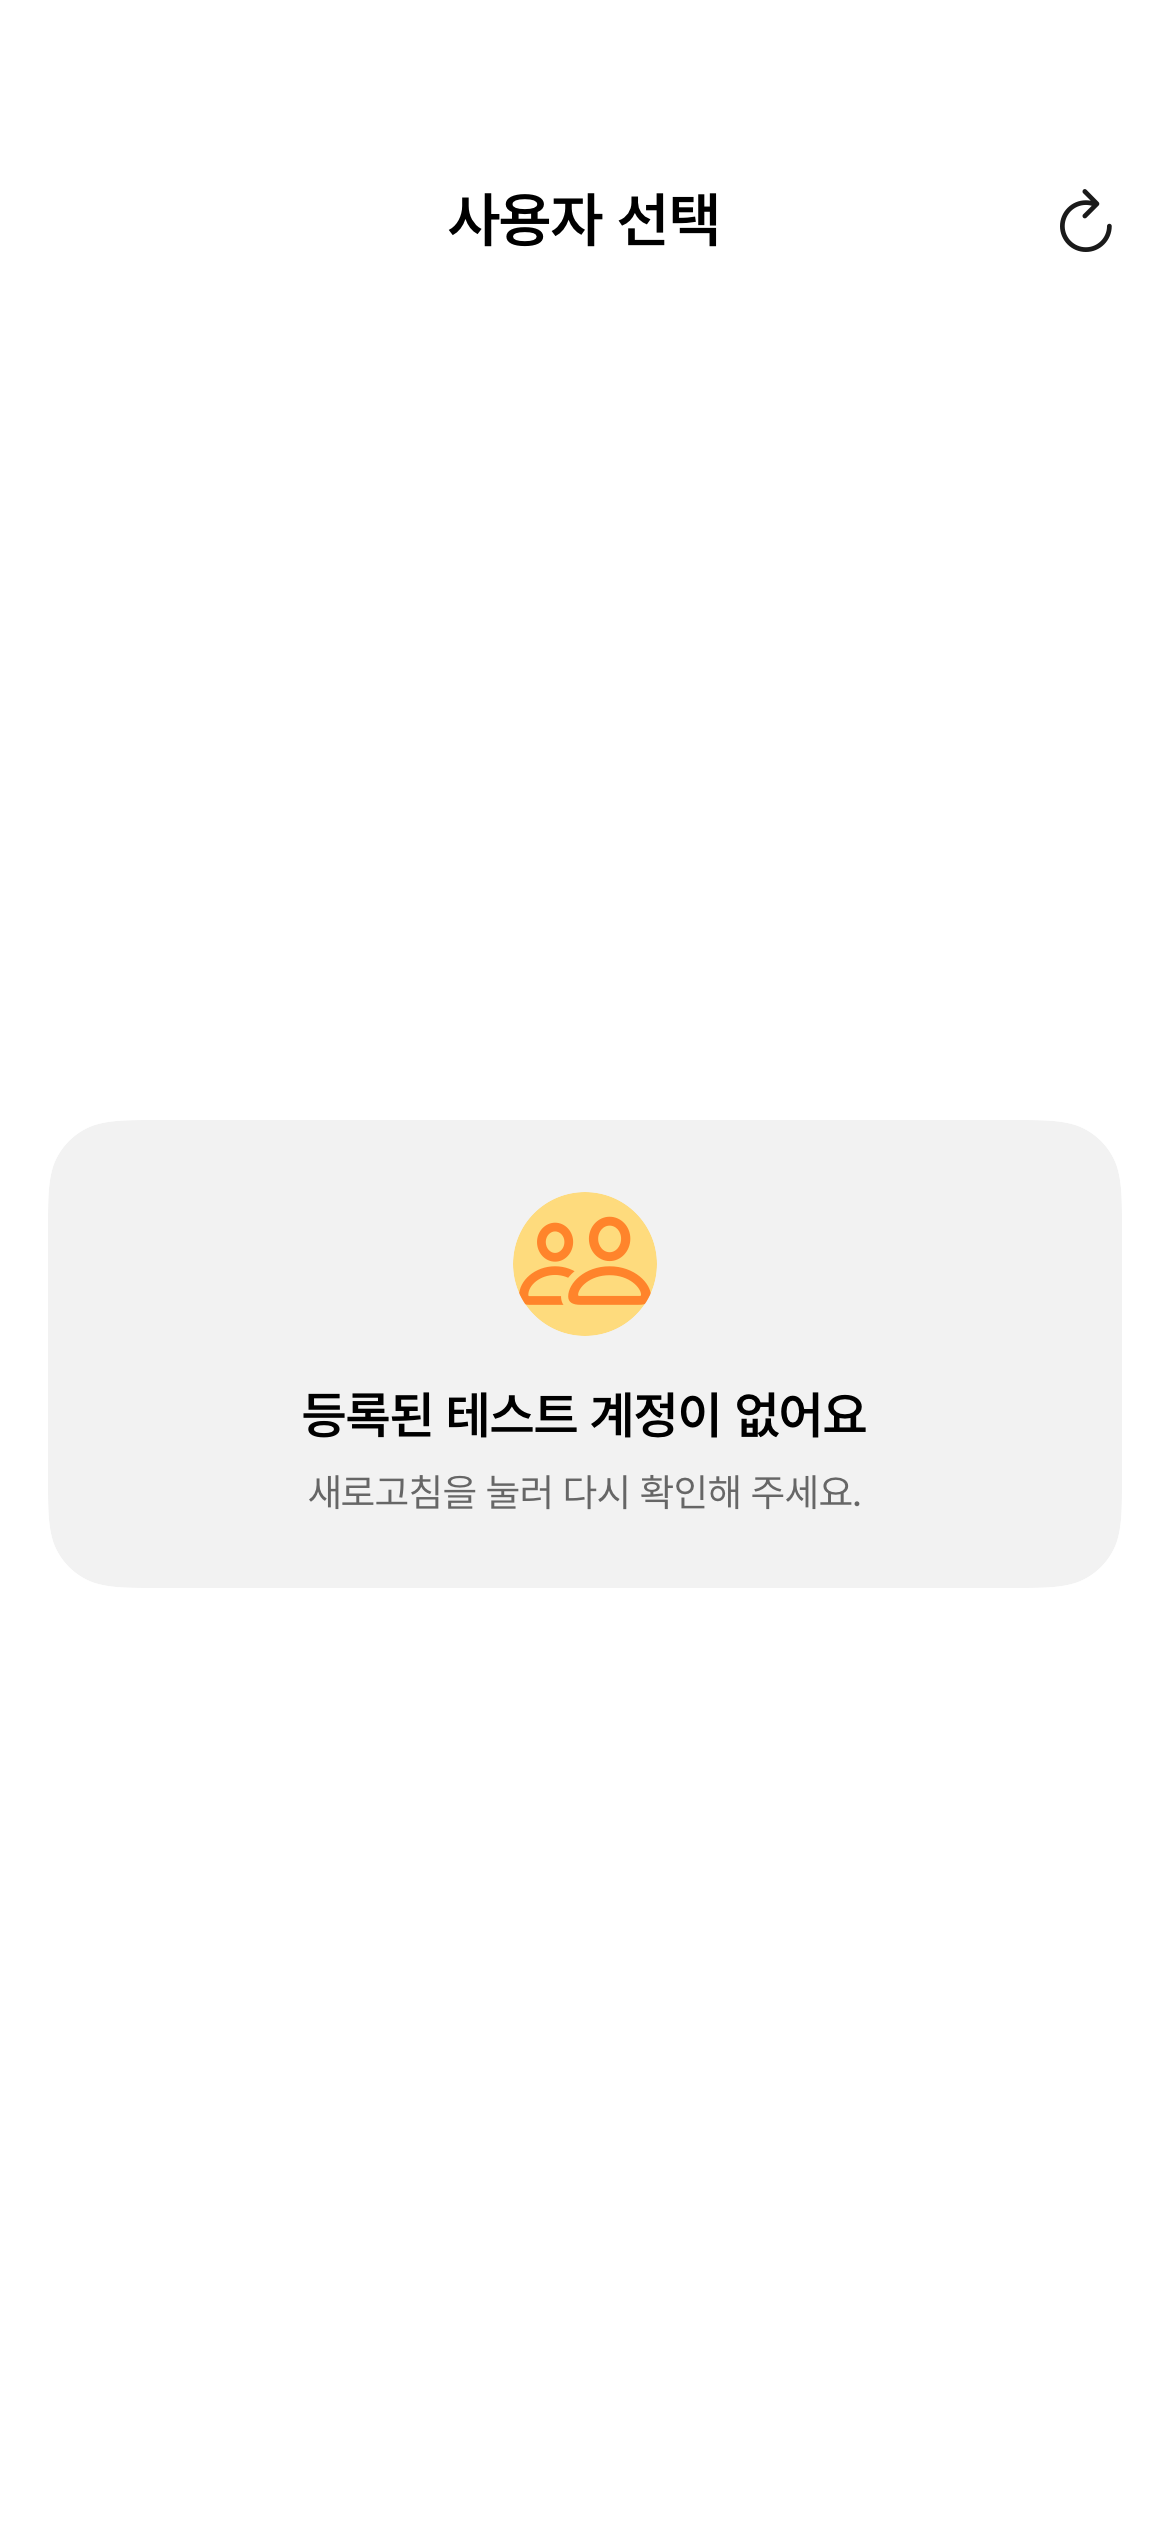 사용자 선택
등록된 테스트 계정이 없어요
새로고침을 눌러 다시 확인해 주세요.